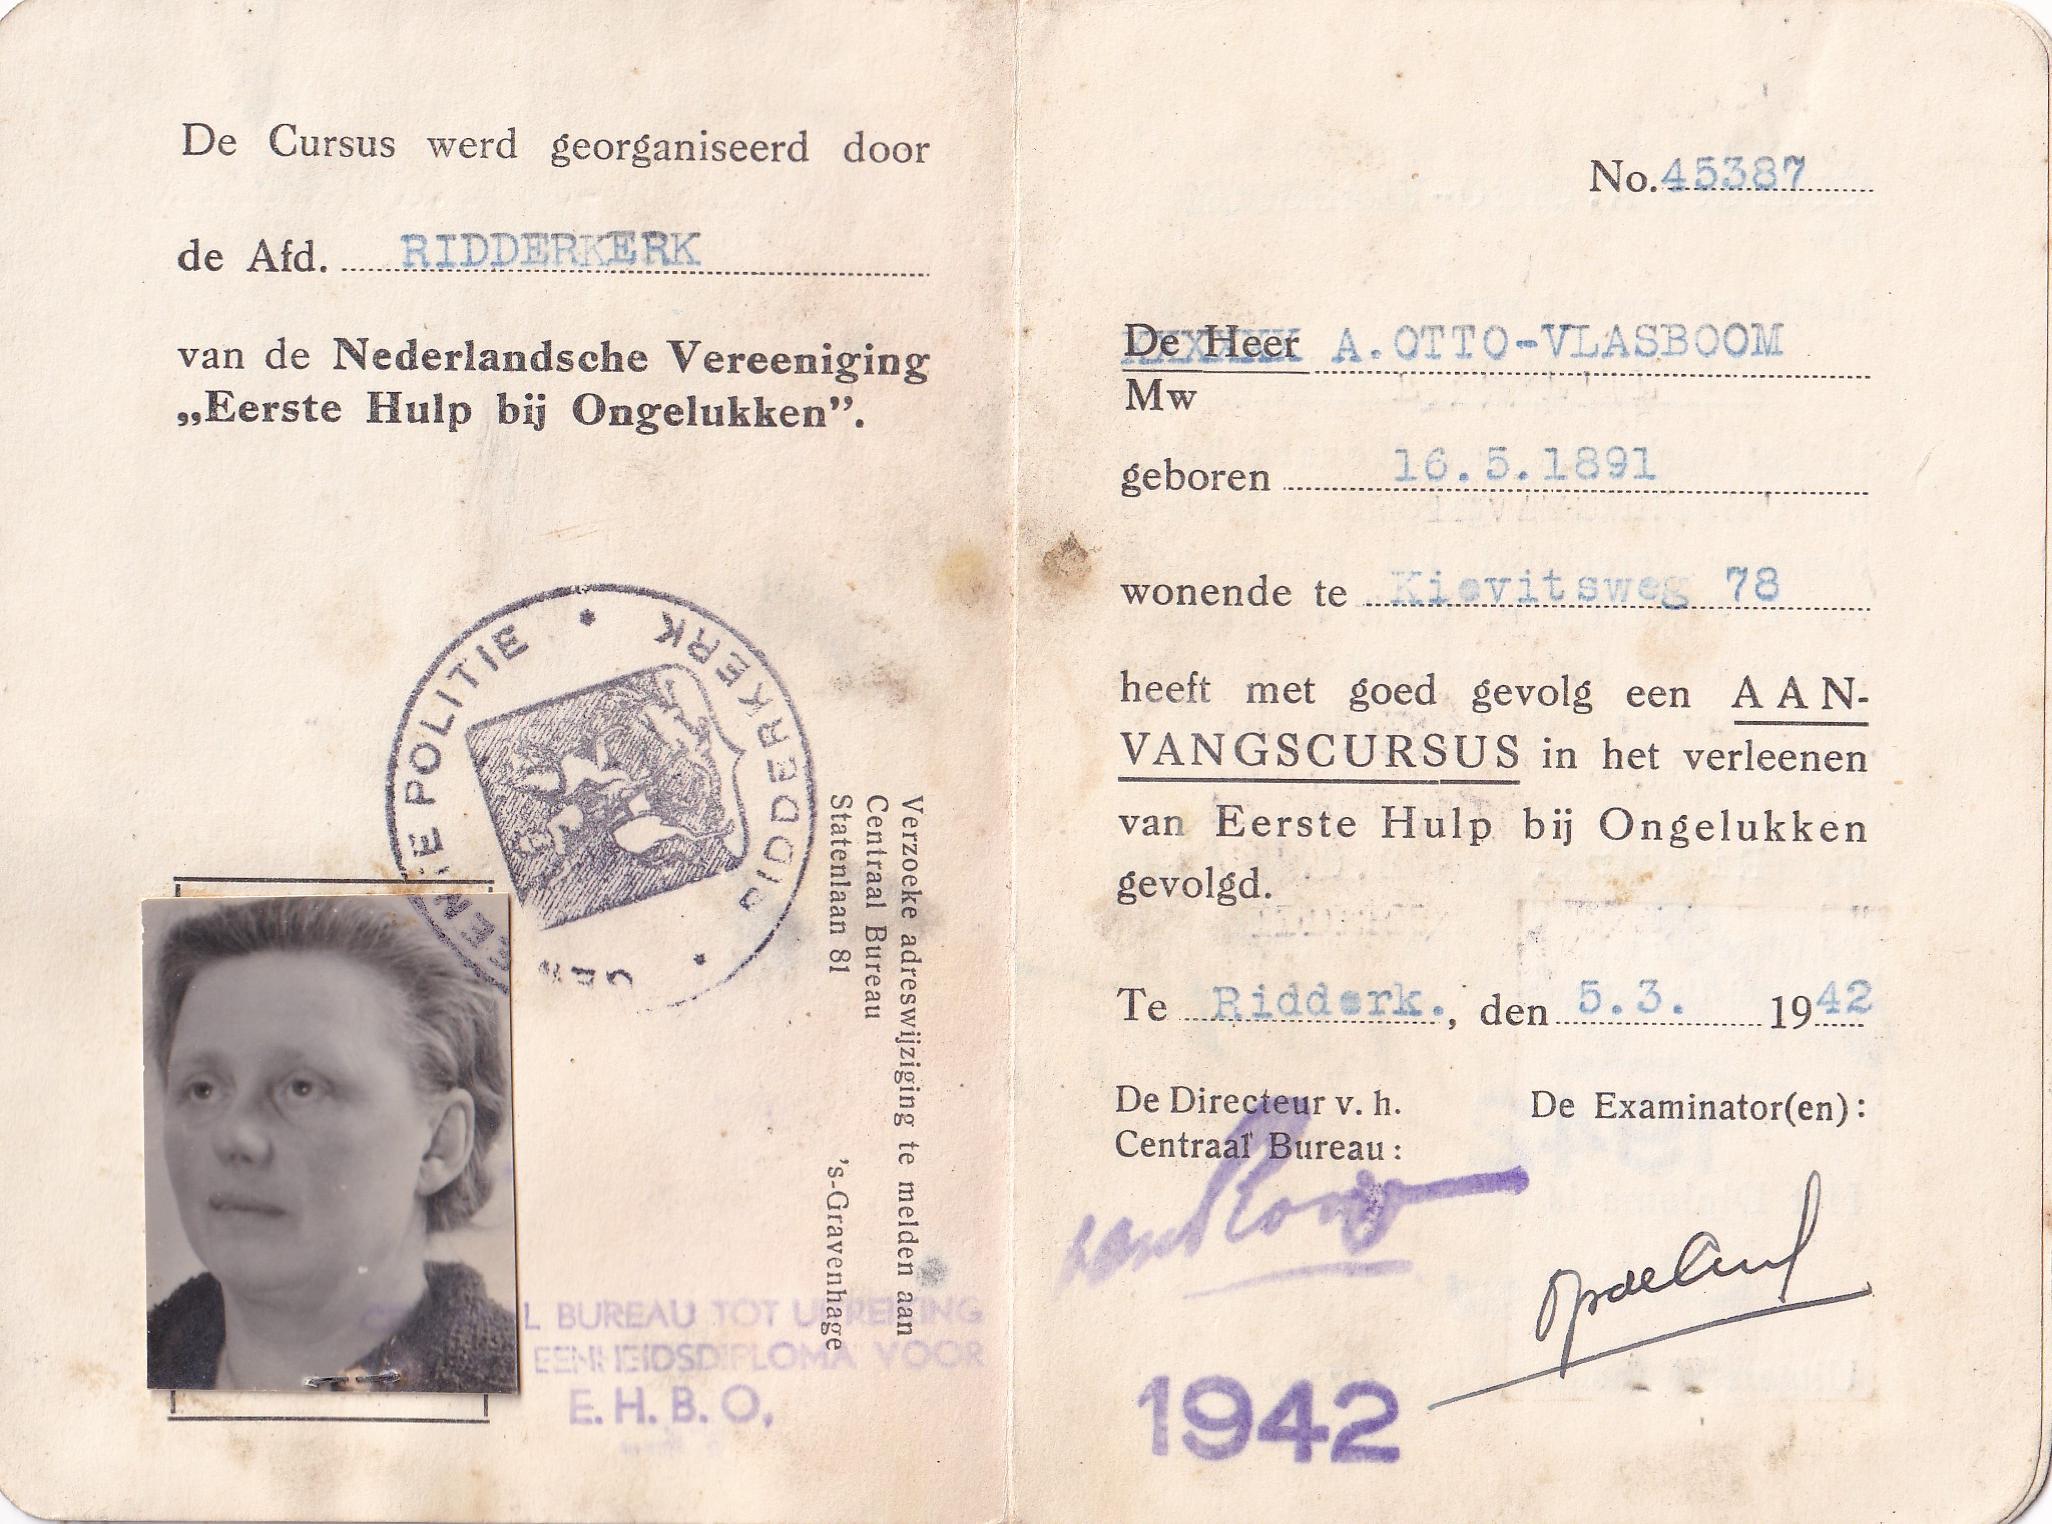 De Cursus werd georganiseerd door
de Afd. RIDDERKERK
van de Nederlandsche Vereeniging
„Eerste Hulp bij Ongelukken”.
POLITIE * RIDDERKERK *
Verzoeke adreswijziging te melden aan
Centraal Bureau
Statenlaan 81 's-Gravenhage
L BUREAU TOT UITREIKING
EENHEIDSDIPLOMA VOOR
E. H. B. O.
No. 45387
De Heer A. OTTO-VLASBOOM
Mw
geboren 16.5.1891
wonende te Kievitsweg 78
heeft met goed gevolg een AAN-
VANGSCURSUS in het verleenen
van Eerste Hulp bij Ongelukken
gevolgd.
Te Ridderk., den 5.3. 1942
De Directeur v. h.
Centraal Bureau:
De Examinator(en):
1942